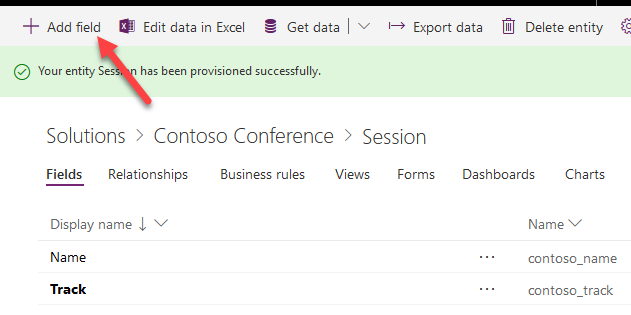 Add field Edit data in Excel Get data Export data Delete entity
Your entity Session has been provisioned successfully.
Solutions > Contoso Conference > Session
Fields Relationships Business rules Views Forms Dashboards Charts
Display name Name
Name ··· contoso_name
Track ··· contoso_track